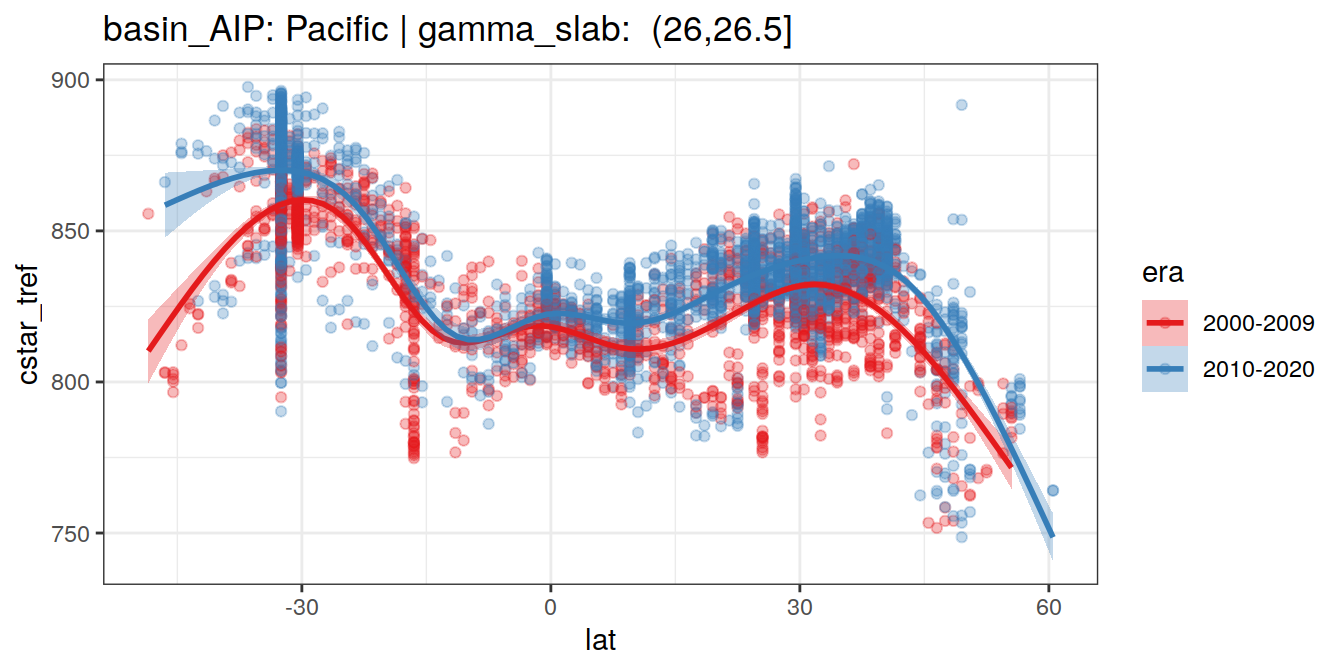 basin_AIP: Pacific | gamma_slab:  (26,26.5]
cstar_tref
900
850
800
750
-30
0
30
60
lat
era
2000-2009
2010-2020